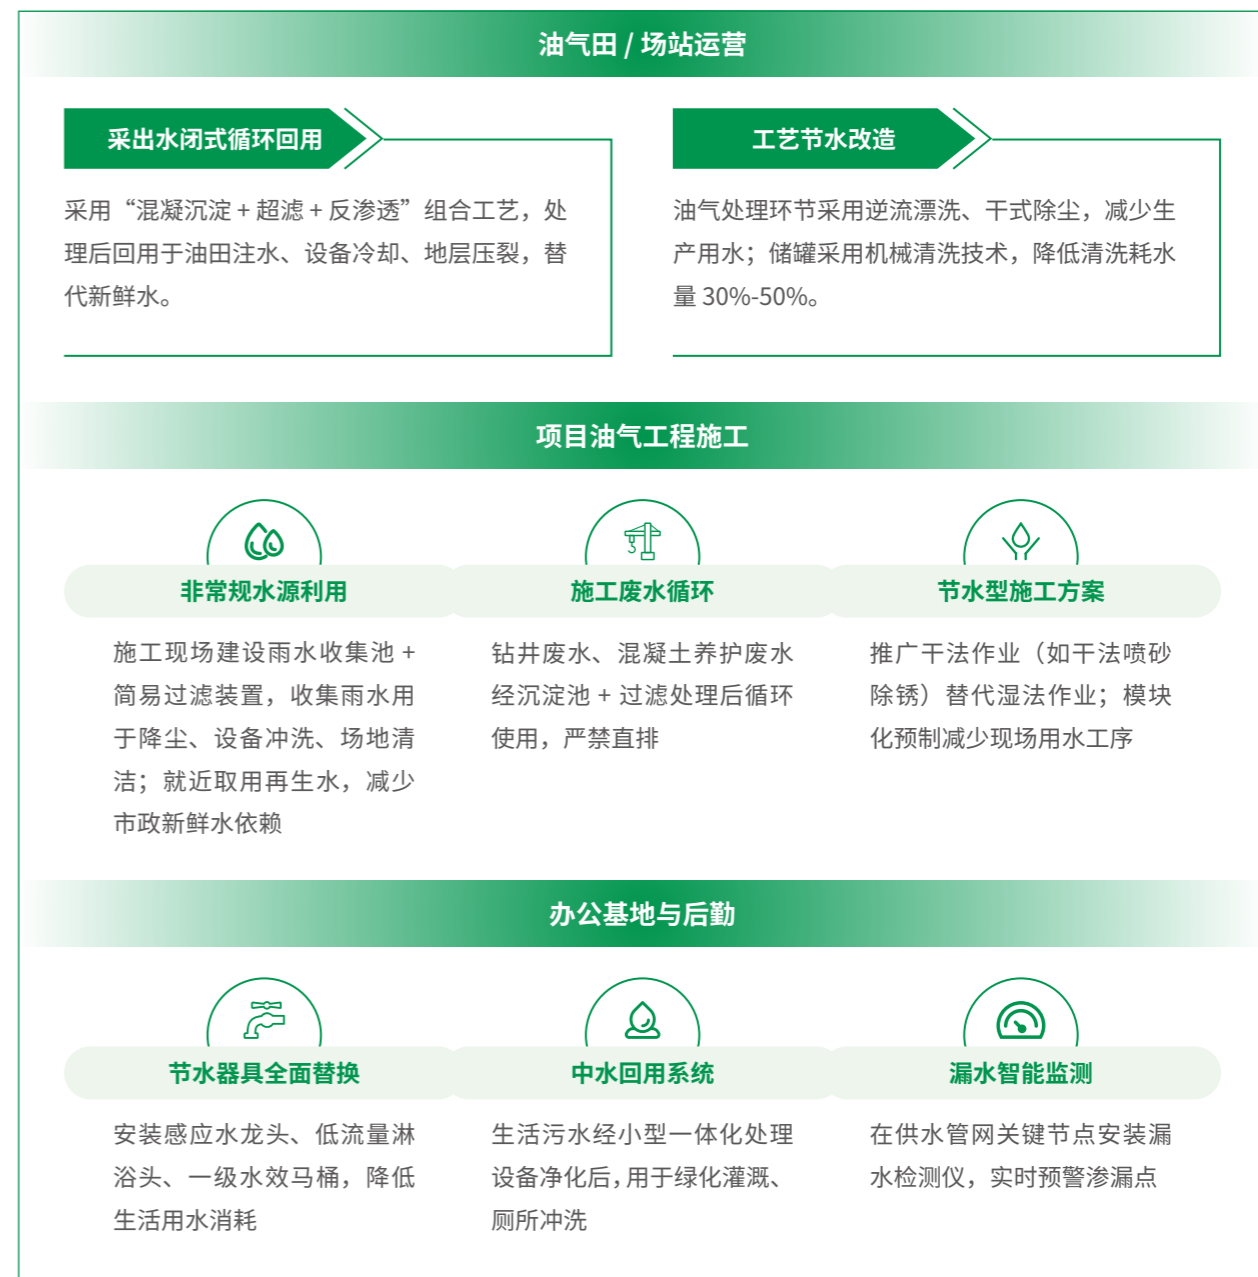 油气田 / 场站运营
采出水闭式循环回用
采用“混凝沉淀 + 超滤 + 反渗透”组合工艺，处
理后回用于油田注水、设备冷却、地层压裂，替
代新鲜水。
工艺节水改造
油气处理环节采用逆流漂洗、干式除尘，减少生
产用水；储罐采用机械清洗技术，降低清洗耗水
量 30%-50%。
项目油气工程施工
非常规水源利用
施工现场建设雨水收集池 +
简易过滤装置，收集雨水用
于降尘、设备冲洗、场地清
洁；就近取用再生水，减少
市政新鲜水依赖
施工废水循环
钻井废水、混凝土养护废水
经沉淀池 + 过滤处理后循环
使用，严禁直排
节水型施工方案
推广干法作业（如干法喷砂
除锈）替代湿法作业；模块
化预制减少现场用水工序
办公基地与后勤
节水器具全面替换
安装感应水龙头、低流量淋
浴头、一级水效马桶，降低
生活用水消耗
中水回用系统
生活污水经小型一体化处理
设备净化后，用于绿化灌溉、
厕所冲洗
漏水智能监测
在供水管网关键节点安装漏
水检测仪，实时预警渗漏点